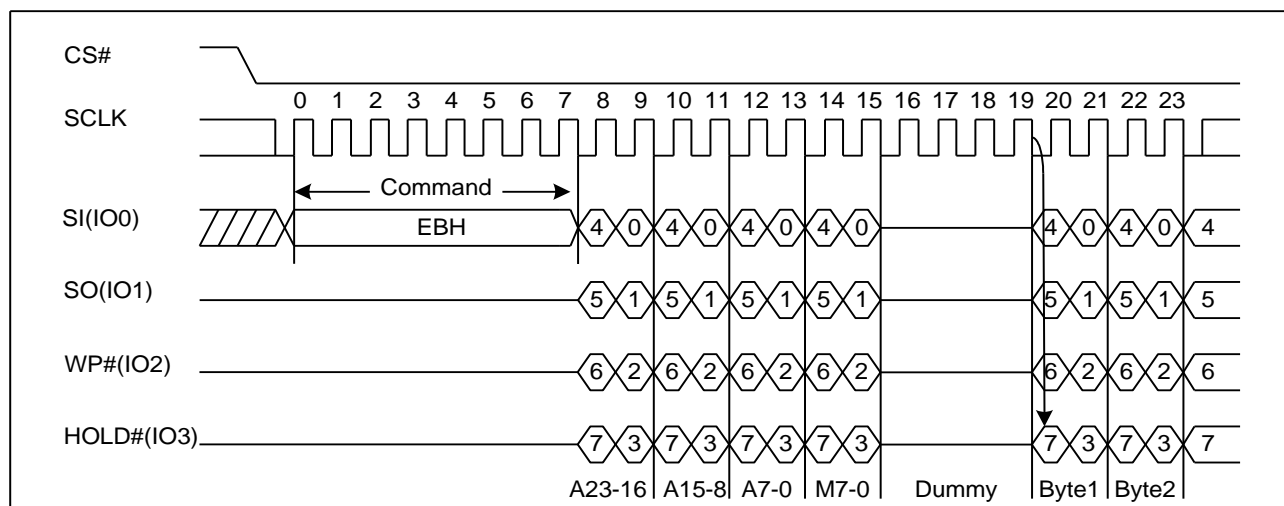 CS#
0 1 2 3 4 5 6 7 8 9 10 11 12 13 14 15 16 17 18 19 20 21 22 23
SCLK
Command
SI(IO0) EBH 4 0 4 0 4 0 4 0 4 0 4 0 4
SO(IO1) 5 1 5 1 5 1 5 1 5 1 5 1 5
WP#(IO2) 6 2 6 2 6 2 6 2 6 2 6 2 6
HOLD#(IO3) 7 3 7 3 7 3 7 3 7 3 7 3 7
A23-16 A15-8 A7-0 M7-0 Dummy Byte1 Byte2